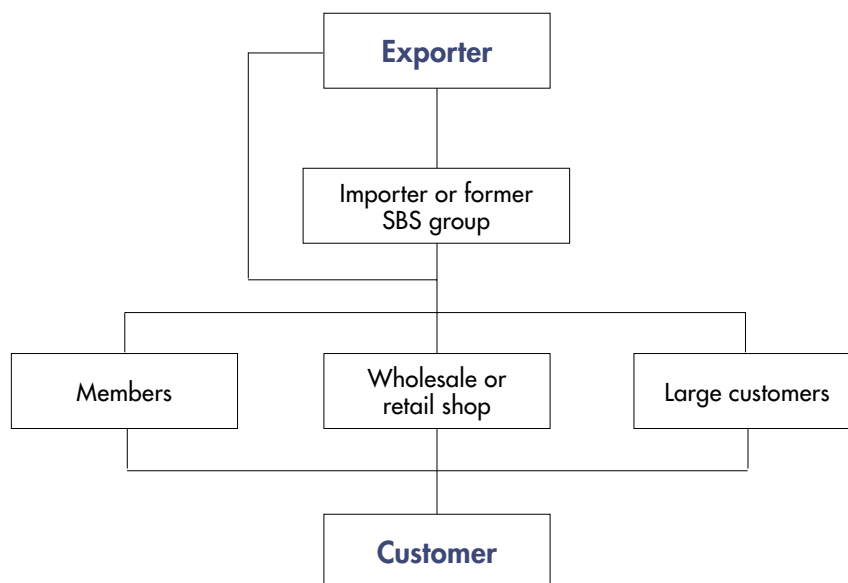 Exporter
Importer or former
SBS group
Members
Wholesale or
retail shop
Large customers
Customer